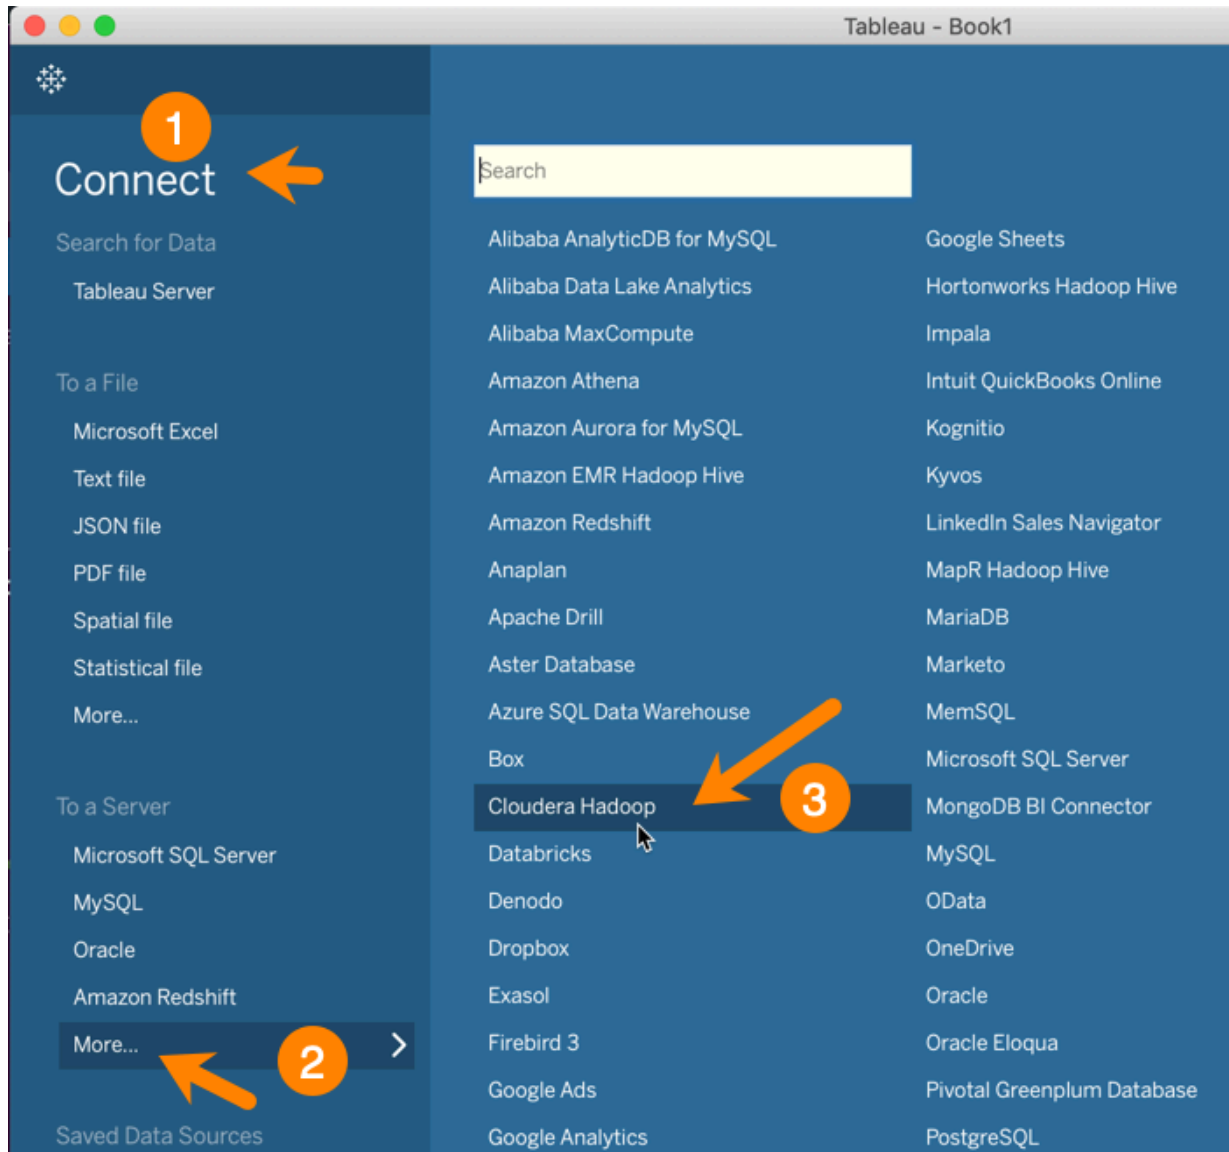 Tableau - Book1
1
Connect
Search for Data
Tableau Server
To a File
Microsoft Excel
Text file
JSON file
PDF file
Spatial file
Statistical file
More...
To a Server
Microsoft SQL Server
MySQL
Oracle
Amazon Redshift
More...
2
Saved Data Sources
Search
Alibaba AnalyticDB for MySQL
Alibaba Data Lake Analytics
Alibaba MaxCompute
Amazon Athena
Amazon Aurora for MySQL
Amazon EMR Hadoop Hive
Amazon Redshift
Anaplan
Apache Drill
Aster Database
Azure SQL Data Warehouse
Box
Cloudera Hadoop
3
Databricks
Denodo
Dropbox
Exasol
Firebird 3
Google Ads
Google Analytics
Google Sheets
Hortonworks Hadoop Hive
Impala
Intuit QuickBooks Online
Kognitio
Kyvos
LinkedIn Sales Navigator
MapR Hadoop Hive
MariaDB
Marketo
MemSQL
Microsoft SQL Server
MongoDB BI Connector
MySQL
OData
OneDrive
Oracle
Oracle Eloqua
Pivotal Greenplum Database
PostgreSQL